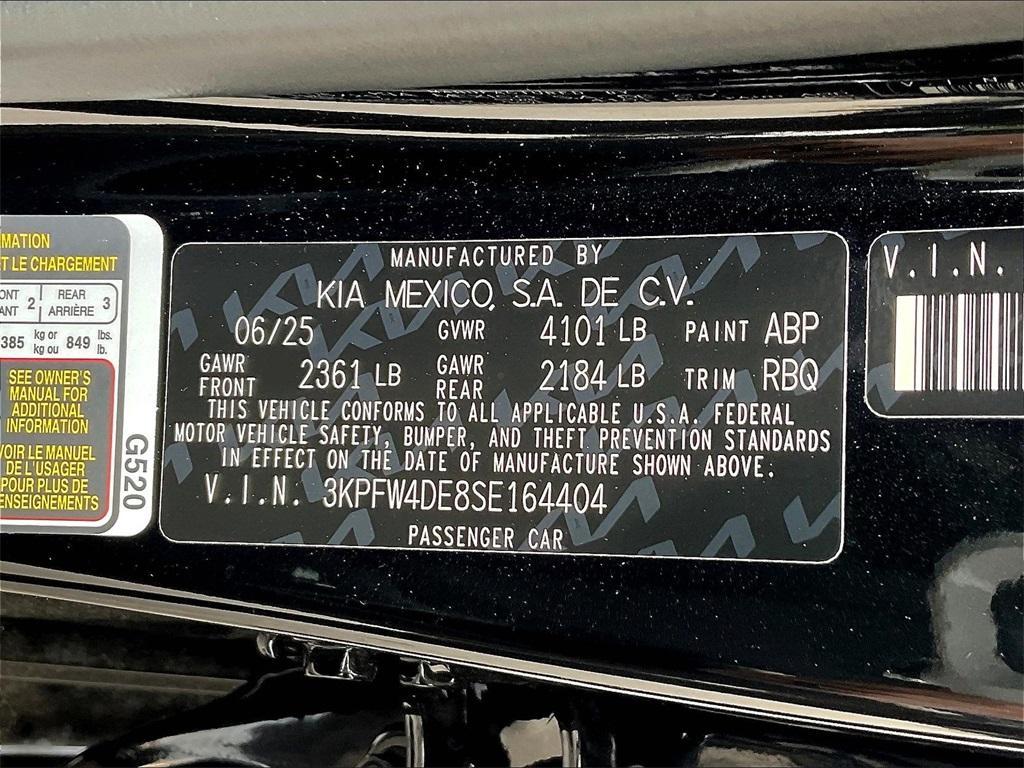 MATION
ET LE CHARGEMENT
2 REAR 3
ARRIÈRE
385 kg or 849 lbs.
kg ou lb.
SEE OWNER'S
MANUAL FOR
ADDITIONAL
INFORMATION
VOIR LE MANUEL
DE L'USAGER
POUR PLUS DE
RENSEIGNEMENTS
G520
MANUFACTURED BY
KIA MEXICO, S.A. DE C.V.
06/25 GVWR 4101 LB PAINT ABP
GAWR FRONT 2361 LB GAWR REAR 2184 LB TRIM RBQ
THIS VEHICLE CONFORMS TO ALL APPLICABLE U.S.A. FEDERAL
MOTOR VEHICLE SAFETY, BUMPER, AND THEFT PREVENTION STANDARDS
IN EFFECT ON THE DATE OF MANUFACTURE SHOWN ABOVE.
V.I.N. 3KPFW4DE8SE164404
PASSENGER CAR
V.I.N.